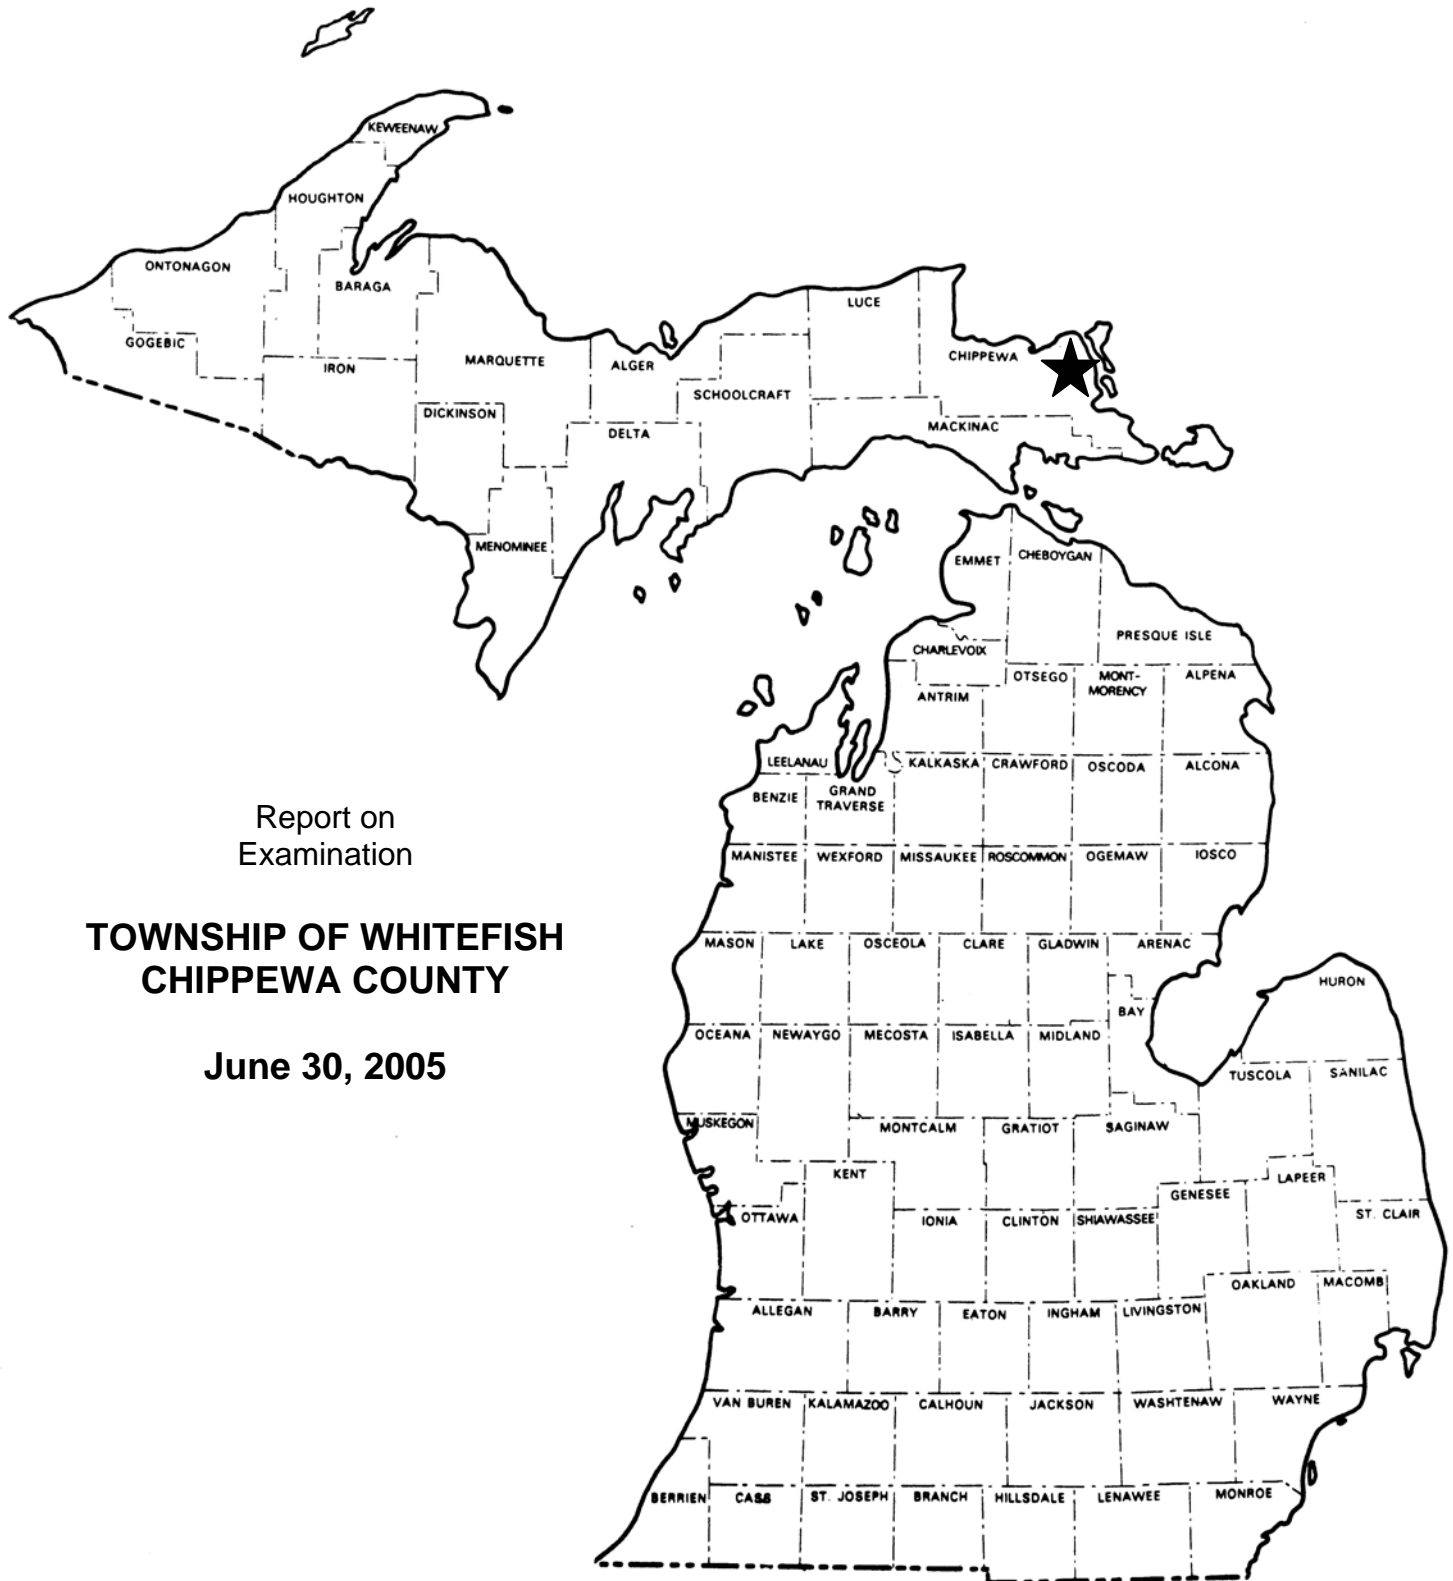 KEWEENAW
HOUGHTON
ONTONAGON
BARAGA
LUCE
GOGEBIC
IRON
MARQUETTE
ALGER
CHIPPEWA
SCHOOLCRAFT
DICKINSON
DELTA
MACKINAC
MENOMINEE
EMMET
CHEBOYGAN
PRESQUE ISLE
CHARLEVOIX
OTSEGO
MONT-
MORENCY
ALPENA
ANTRIM
LEELANAU
KALKASKA
CRAWFORD
OSCODA
ALCONA
BENZIE
GRAND
TRAVERSE
Report on
Examination
MANISTEE
WEXFORD
MISSAUKEE
ROSCOMMON
OGEMAW
IOSCO
TOWNSHIP OF WHITEFISH
CHIPPEWA COUNTY
MASON
LAKE
OSCEOLA
CLARE
GLADWIN
ARENAC
HURON
BAY
OCEANA
NEWAYGO
MECOSTA
ISABELLA
MIDLAND
June 30, 2005
TUSCOLA
SANILAC
MUSKEGON
MONTCALM
GRATIOT
SAGINAW
KENT
LAPEER
GENESEE
OTTAWA
IONIA
CLINTON
SHIAWASSEE
ST. CLAIR
OAKLAND
MACOMB
ALLEGAN
BARRY
EATON
INGHAM
LIVINGSTON
VAN BUREN
KALAMAZOO
CALHOUN
JACKSON
WASHTENAW
WAYNE
BERRIEN
CASS
ST. JOSEPH
BRANCH
HILLSDALE
LENAWEE
MONROE